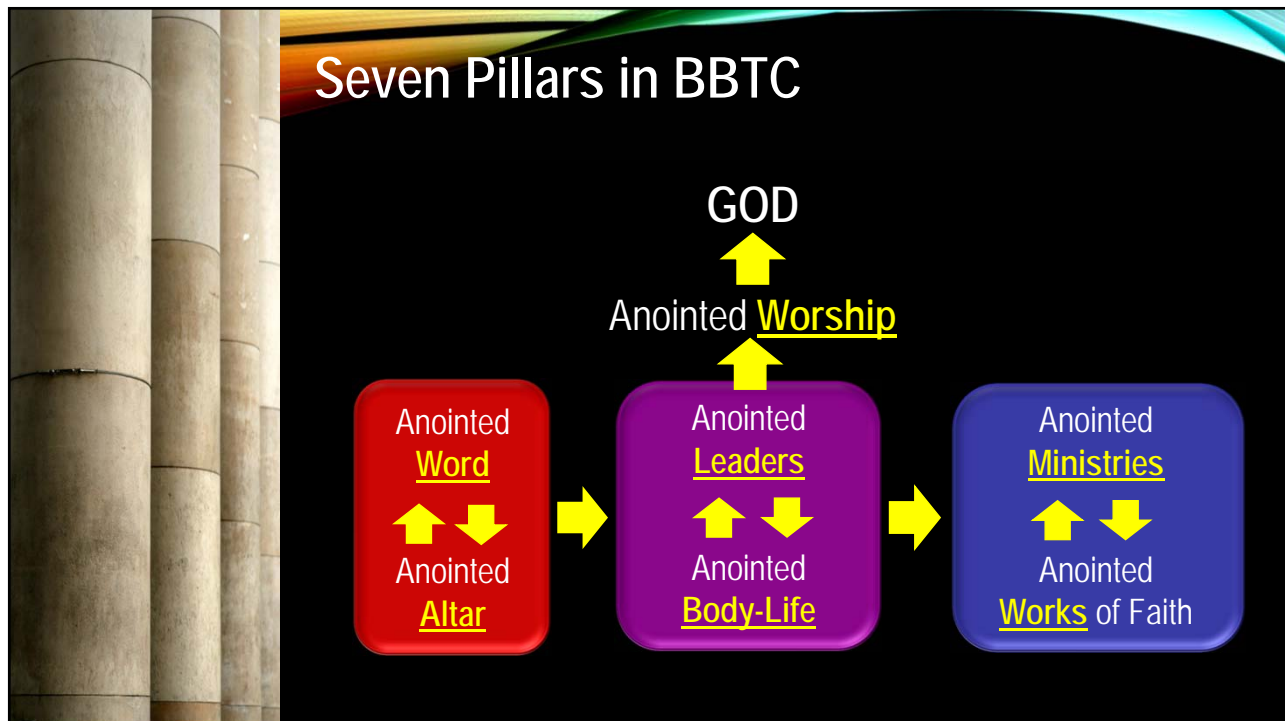 Seven Pillars in BBTC
GOD
Anointed Worship
Anointed
Word
Anointed
Altar
Anointed
Leaders
Anointed
Body-Life
Anointed
Ministries
Anointed
Works of Faith